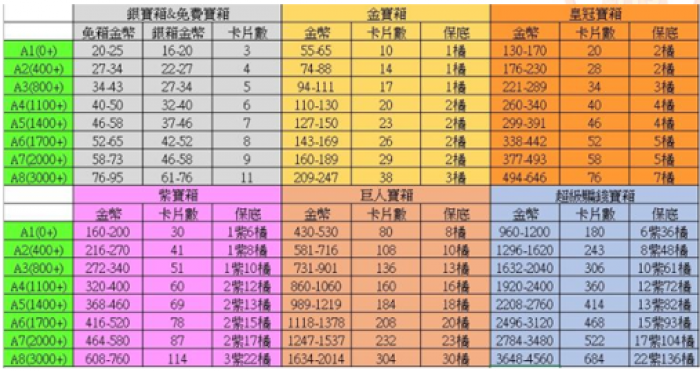 銀寶箱&免費寶箱 金寶箱 皇冠寶箱
免箱金幣 銀箱金幣 卡片數 金幣 卡片數 保底 金幣 卡片數 保底
A1(0+) 20-25 16-20 3 55-65 10 1橘 130-170 20 2橘
A2(400+) 27-34 22-27 4 74-88 14 1橘 176-230 28 2橘
A3(800+) 34-43 27-34 5 94-111 17 1橘 221-289 34 3橘
A4(1100+) 40-50 32-40 6 110-130 20 2橘 260-340 40 4橘
A5(1400+) 46-58 37-46 7 127-150 23 2橘 299-391 46 4橘
A6(1700+) 52-65 42-52 8 143-169 26 2橘 338-442 52 5橘
A7(2000+) 58-73 46-58 9 160-189 29 2橘 377-493 58 5橘
A8(3000+) 76-95 61-76 11 209-247 38 3橘 494-646 76 7橘
紫寶箱 巨人寶箱 超級騙錢寶箱
金幣 卡片數 保底 金幣 卡片數 保底 金幣 卡片數 保底
A1(0+) 160-200 30 1紫6橘 430-530 80 8橘 960-1200 180 6紫36橘
A2(400+) 216-270 41 1紫8橘 581-716 108 10橘 1296-1620 243 8紫48橘
A3(800+) 272-340 51 1紫10橘 731-901 136 13橘 1632-2040 306 10紫61橘
A4(1100+) 320-400 60 2紫12橘 860-1060 160 16橘 1920-2400 360 12紫72橘
A5(1400+) 368-460 69 2紫13橘 989-1219 184 18橘 2208-2760 414 13紫82橘
A6(1700+) 416-520 78 2紫15橘 1118-1378 208 20橘 2496-3120 468 15紫93橘
A7(2000+) 464-580 87 2紫17橘 1247-1537 232 23橘 2784-3480 522 17紫104橘
A8(3000+) 608-760 114 3紫22橘 1634-2014 304 30橘 3648-4560 684 22紫136橘